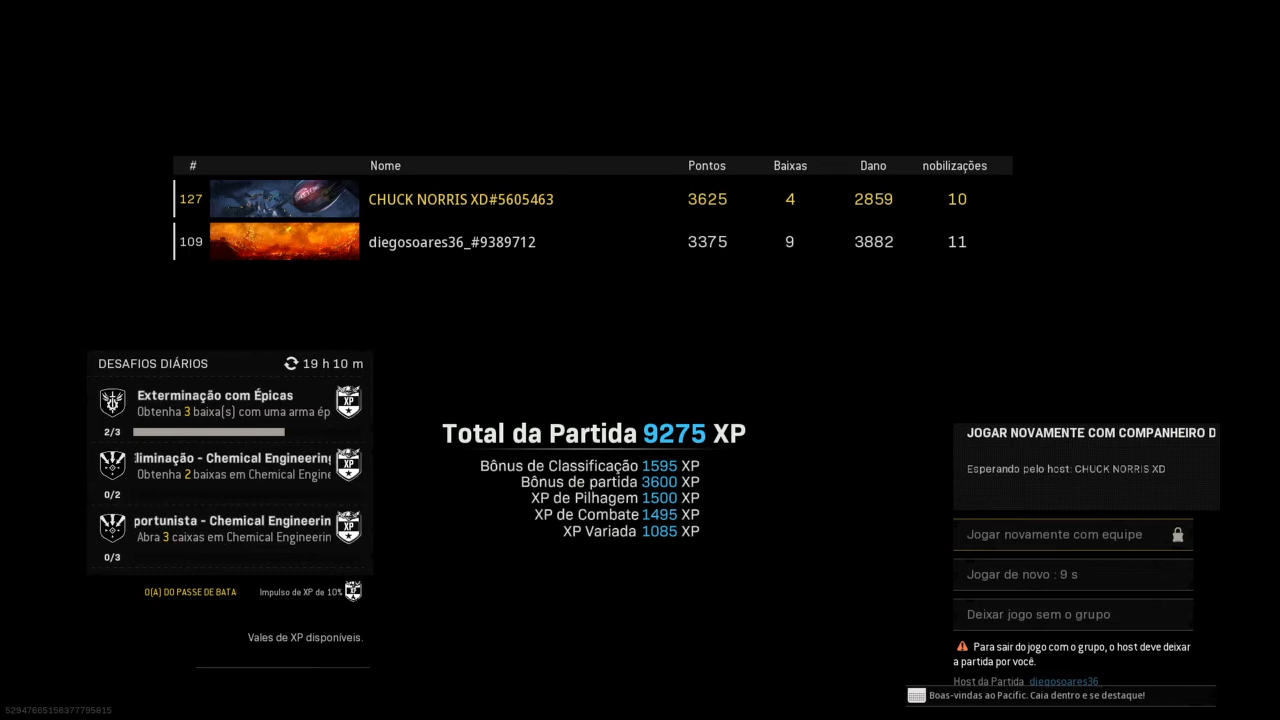 # Nome Pontos Baixas Dano nobilizações
127 CHUCK NORRIS XD#5605463 3625 4 2859 10
109 diegosoares36_#9389712 3375 9 3882 11
DESAFIOS DIÁRIOS 19 h 10 m
Exterminação com Épicas
Obtenha 3 baixa(s) com uma arma ép
2/3
liminação - Chemical Engineering
Obtenha 2 baixas em Chemical Engine
0/2
portunista - Chemical Engineerin
Abra 3 caixas em Chemical Engineerin
0/3
O(A) DO PASSE DE BATA Impulso de XP de 10%
Vales de XP disponíveis.
Total da Partida 9275 XP
Bônus de Classificação 1595 XP
Bônus de partida 3600 XP
XP de Pilhagem 1500 XP
XP de Combate 1495 XP
XP Variada 1085 XP
JOGAR NOVAMENTE COM COMPANHEIRO D
Esperando pelo host: CHUCK NORRIS XD
Jogar novamente com equipe
Jogar de novo : 9 s
Deixar jogo sem o grupo
Para sair do jogo com o grupo, o host deve deixar
a partida por você.
Host da Partida diegosoares36_
Boas-vindas ao Pacific. Caia dentro e se destaque!
52947665156377795815